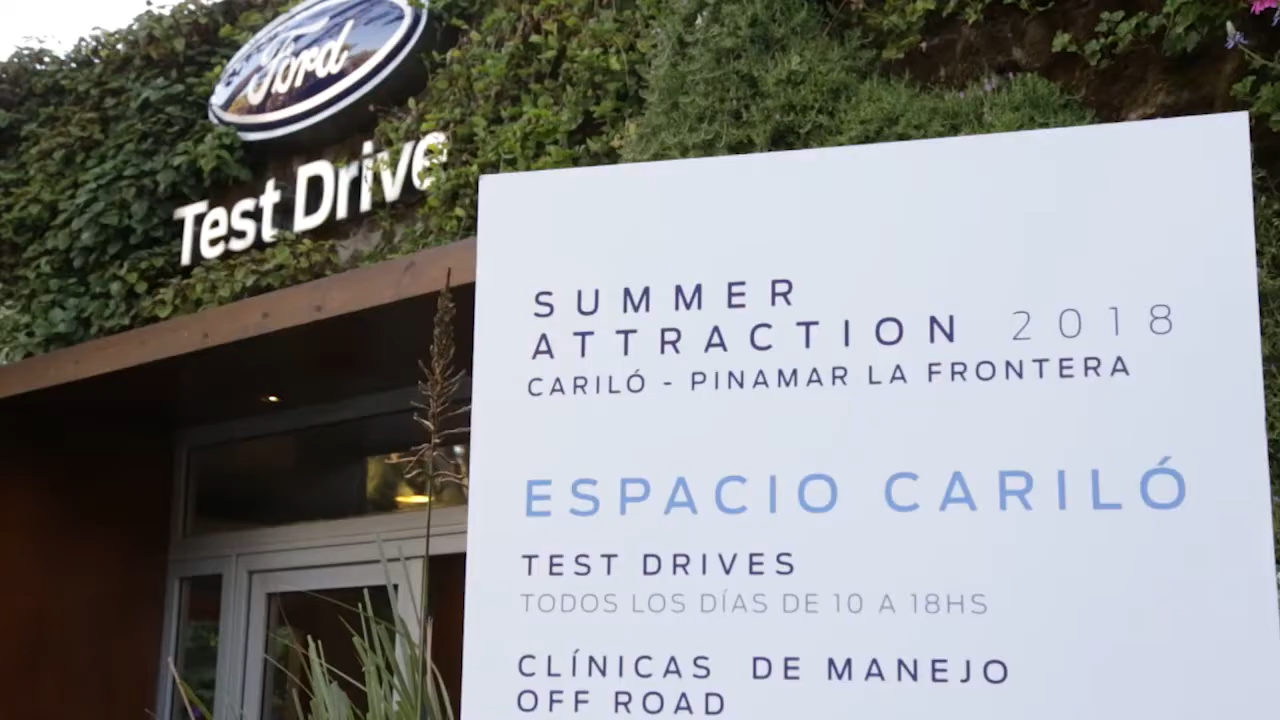 Ford
Test Drive
SUMMER
ATTRACTION 2018
CARILÓ - PINAMAR LA FRONTERA
ESPACIO CARILÓ
TEST DRIVES
TODOS LOS DÍAS DE 10 A 18HS
CLÍNICAS DE MANEJO
OFF ROAD